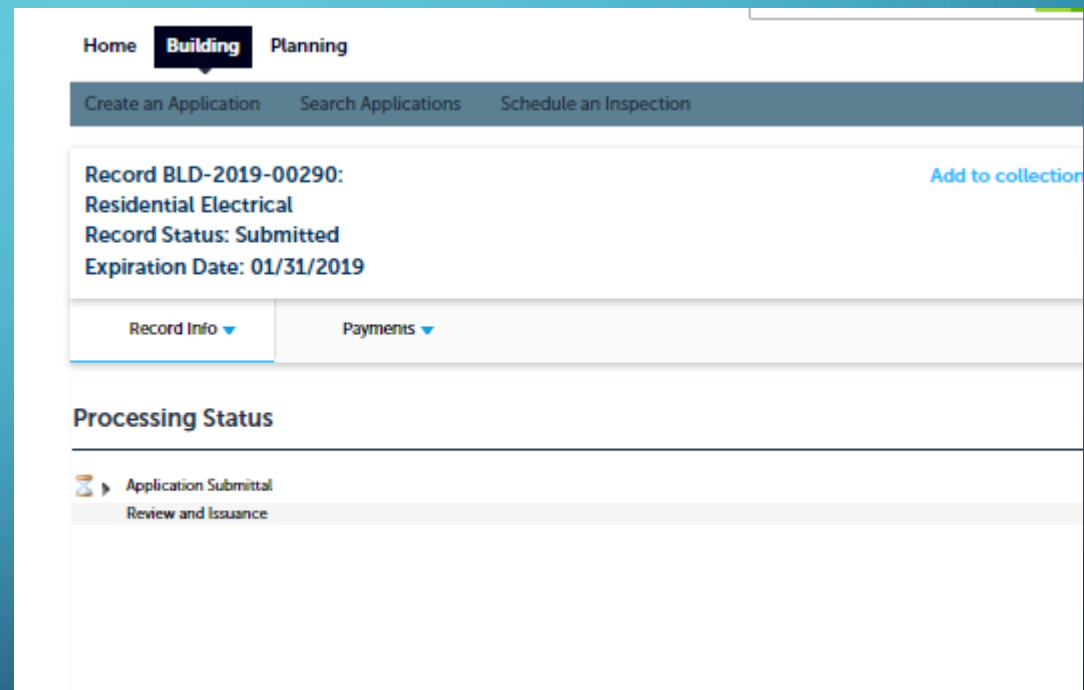 Home Building Planning
Create an Application Search Applications Schedule an Inspection
Record BLD-2019-00290:
Add to collection
Residential Electrical
Record Status: Submitted
Expiration Date: 01/31/2019
Record Info Payments
Processing Status
Application Submittal
Review and Issuance